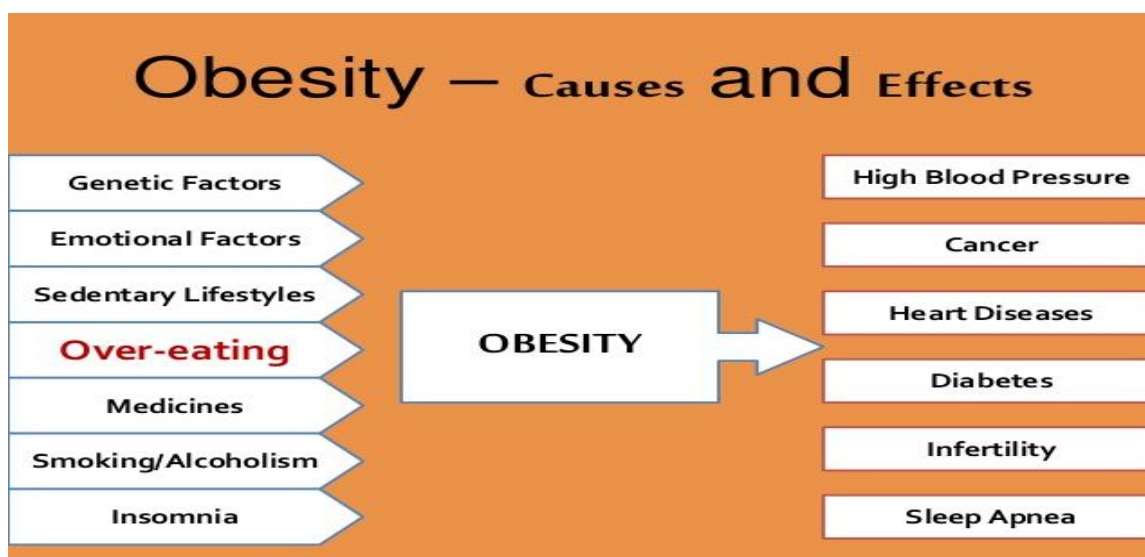 Obesity – Causes and Effects
Genetic Factors
Emotional Factors
Sedentary Lifestyles
Over-eating
Medicines
Smoking/Alcoholism
Insomnia
OBESITY
High Blood Pressure
Cancer
Heart Diseases
Diabetes
Infertility
Sleep Apnea